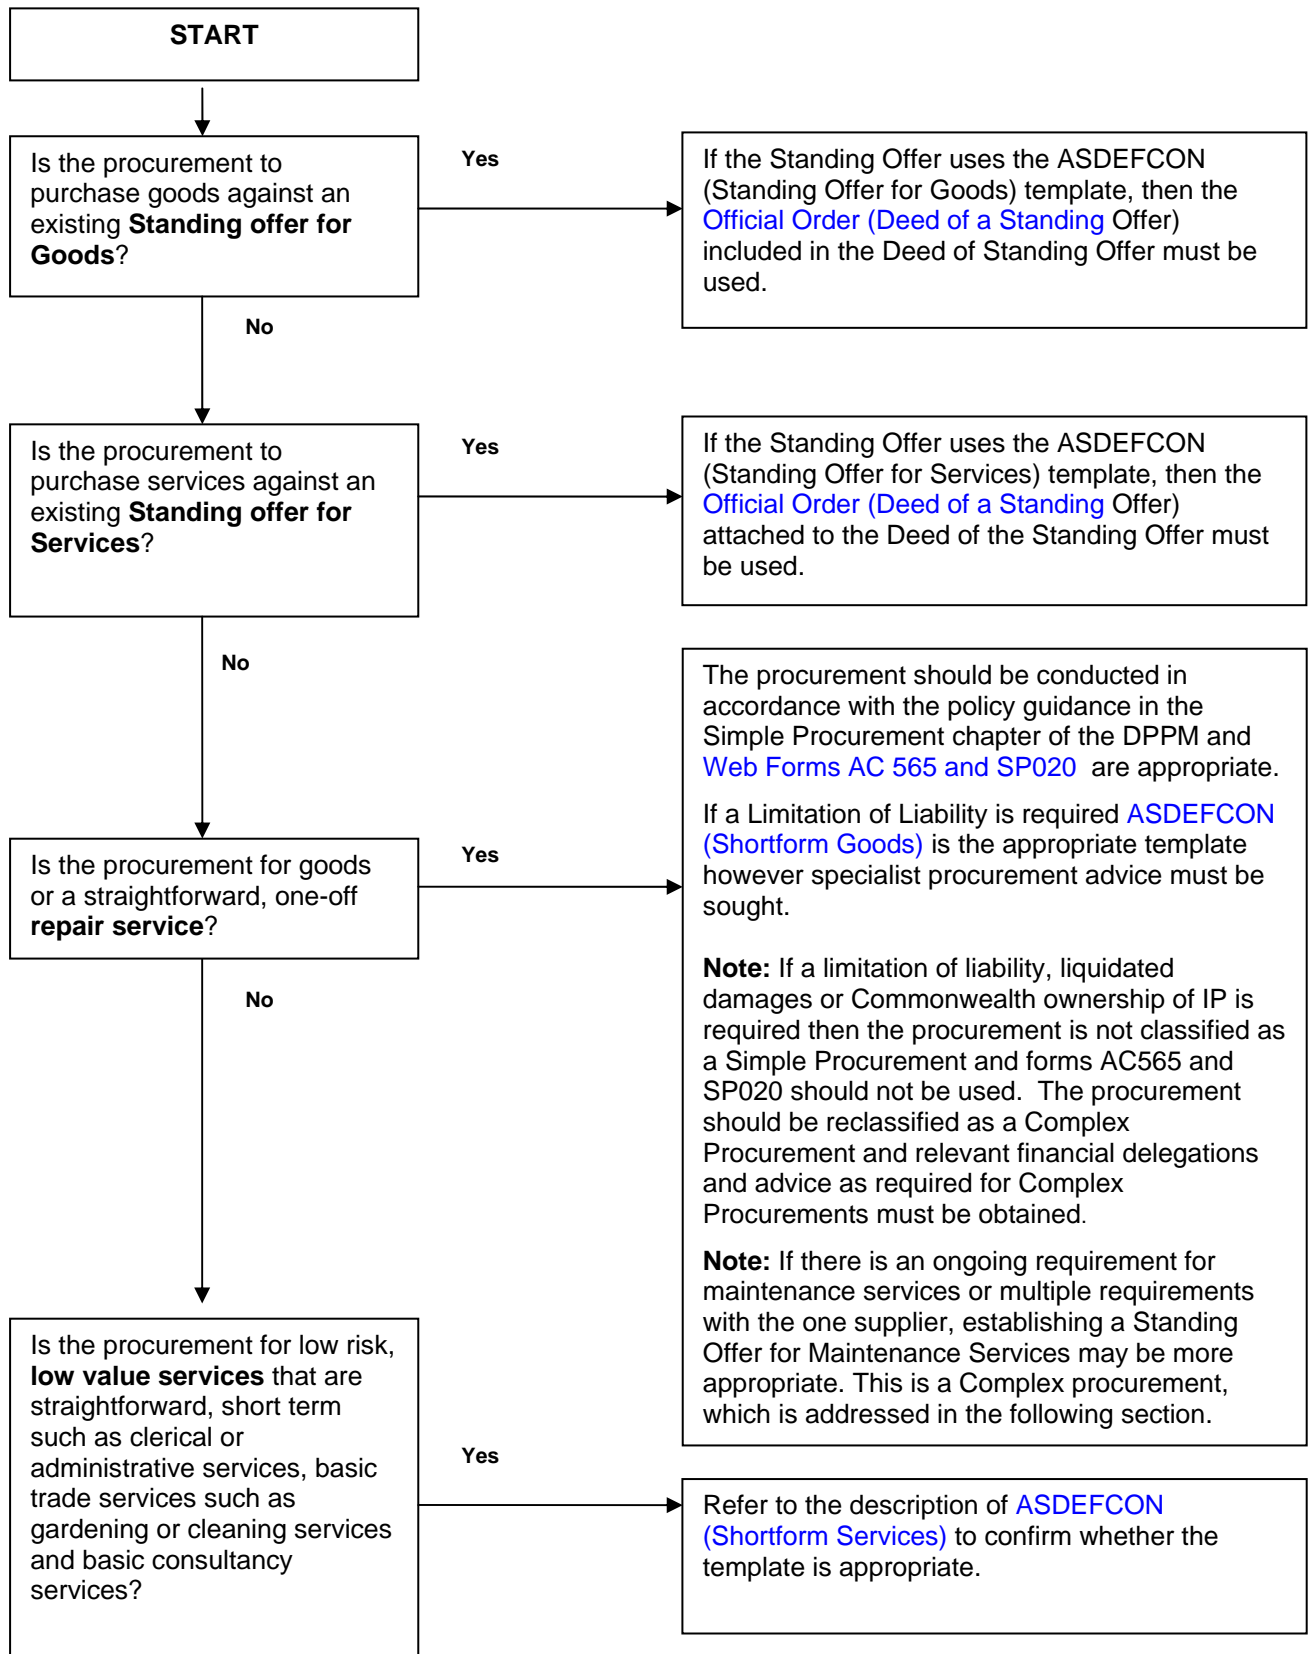 START
Is the procurement to
purchase goods against an
existing Standing offer for
Goods?
Yes
If the Standing Offer uses the ASDEFCON
(Standing Offer for Goods) template, then the
Official Order (Deed of a Standing Offer)
included in the Deed of Standing Offer must be
used.
No
Is the procurement to
purchase services against an
existing Standing offer for
Services?
Yes
If the Standing Offer uses the ASDEFCON
(Standing Offer for Services) template, then the
Official Order (Deed of a Standing Offer)
attached to the Deed of the Standing Offer must
be used.
No
Is the procurement for goods
or a straightforward, one-off
repair service?
Yes
The procurement should be conducted in
accordance with the policy guidance in the
Simple Procurement chapter of the DPPM and
Web Forms AC 565 and SP020 are appropriate.
If a Limitation of Liability is required ASDEFCON
(Shortform Goods) is the appropriate template
however specialist procurement advice must be
sought.
Note: If a limitation of liability, liquidated
damages or Commonwealth ownership of IP is
required then the procurement is not classified as
a Simple Procurement and forms AC565 and
SP020 should not be used. The procurement
should be reclassified as a Complex
Procurement and relevant financial delegations
and advice as required for Complex
Procurements must be obtained.
Note: If there is an ongoing requirement for
maintenance services or multiple requirements
with the one supplier, establishing a Standing
Offer for Maintenance Services may be more
appropriate. This is a Complex procurement,
which is addressed in the following section.
No
Is the procurement for low risk,
low value services that are
straightforward, short term
such as clerical or
administrative services, basic
trade services such as
gardening or cleaning services
and basic consultancy
services?
Yes
Refer to the description of ASDEFCON
(Shortform Services) to confirm whether the
template is appropriate.